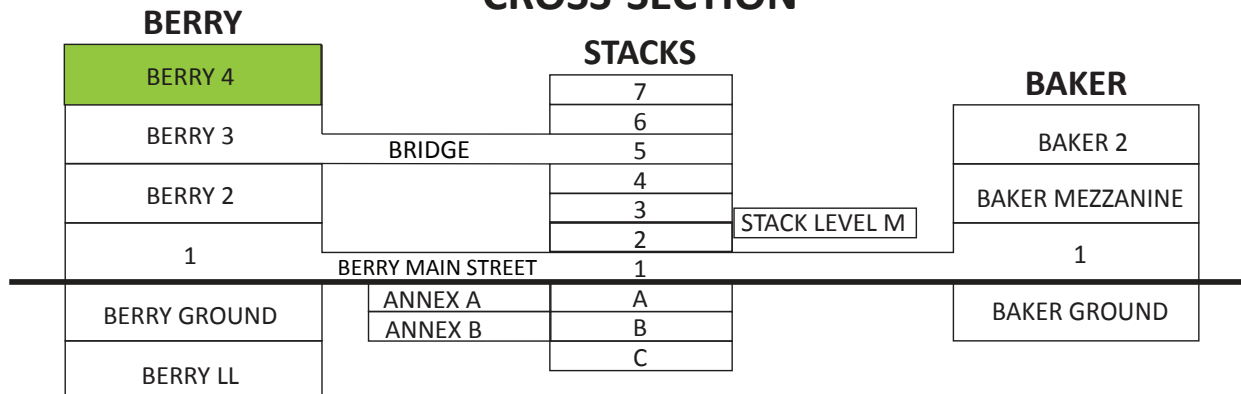 CROSS-SECTION
BERRY
STACKS
BAKER
BERRY 4
BERRY 3
BERRY 2
1
BERRY GROUND
BERRY LL
BRIDGE
BERRY MAIN STREET
ANNEX A
ANNEX B
7
6
5
4
3
2
1
A
B
C
STACK LEVEL M
BAKER 2
BAKER MEZZANINE
1
BAKER GROUND